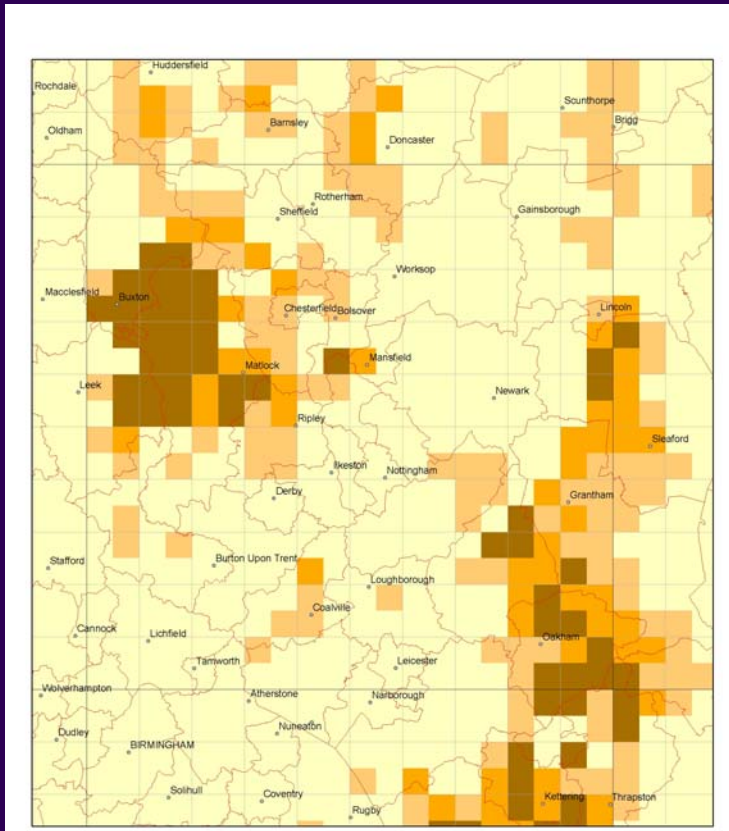 Huddersfield
Rochdale
Scunthorpe
Barnsley
Brigg
Oldham
Doncaster
Rotherham
Sheffield
Gainsborough
Worksop
Macclesfield
Buxton
Chesterfield
Bolsover
Lincoln
Mansfield
Matlock
Leek
Newark
Ripley
Sleaford
Ilkeston
Nottingham
Derby
Grantham
Stafford
Burton Upon Trent
Loughborough
Coalville
Cannock
Lichfield
Oakham
Tamworth
Leicester
Wolverhampton
Atherstone
Narborough
Nuneaton
Dudley
BIRMINGHAM
Solihull
Coventry
Kettering
Thrapston
Rugby